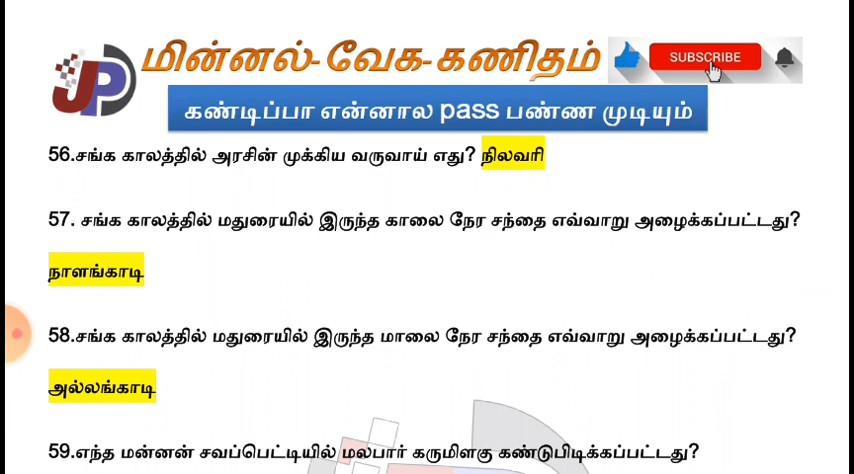 JP
மின்னல்-வேக-கணிதம்
SUBSCRIBE
கண்டிப்பா என்னால pass பண்ண முடியும்
56.சங்க காலத்தில் அரசின் முக்கிய வருவாய் எது? நிலவரி
57. சங்க காலத்தில் மதுரையில் இருந்த காலை நேர சந்தை எவ்வாறு அழைக்கப்பட்டது?
நாளங்காடி
58.சங்க காலத்தில் மதுரையில் இருந்த மாலை நேர சந்தை எவ்வாறு அழைக்கப்பட்டது?
அல்லங்காடி
59.எந்த மன்னன் சவப்பெட்டியில் மலபார் கருமிளகு கண்டுபிடிக்கப்பட்டது?